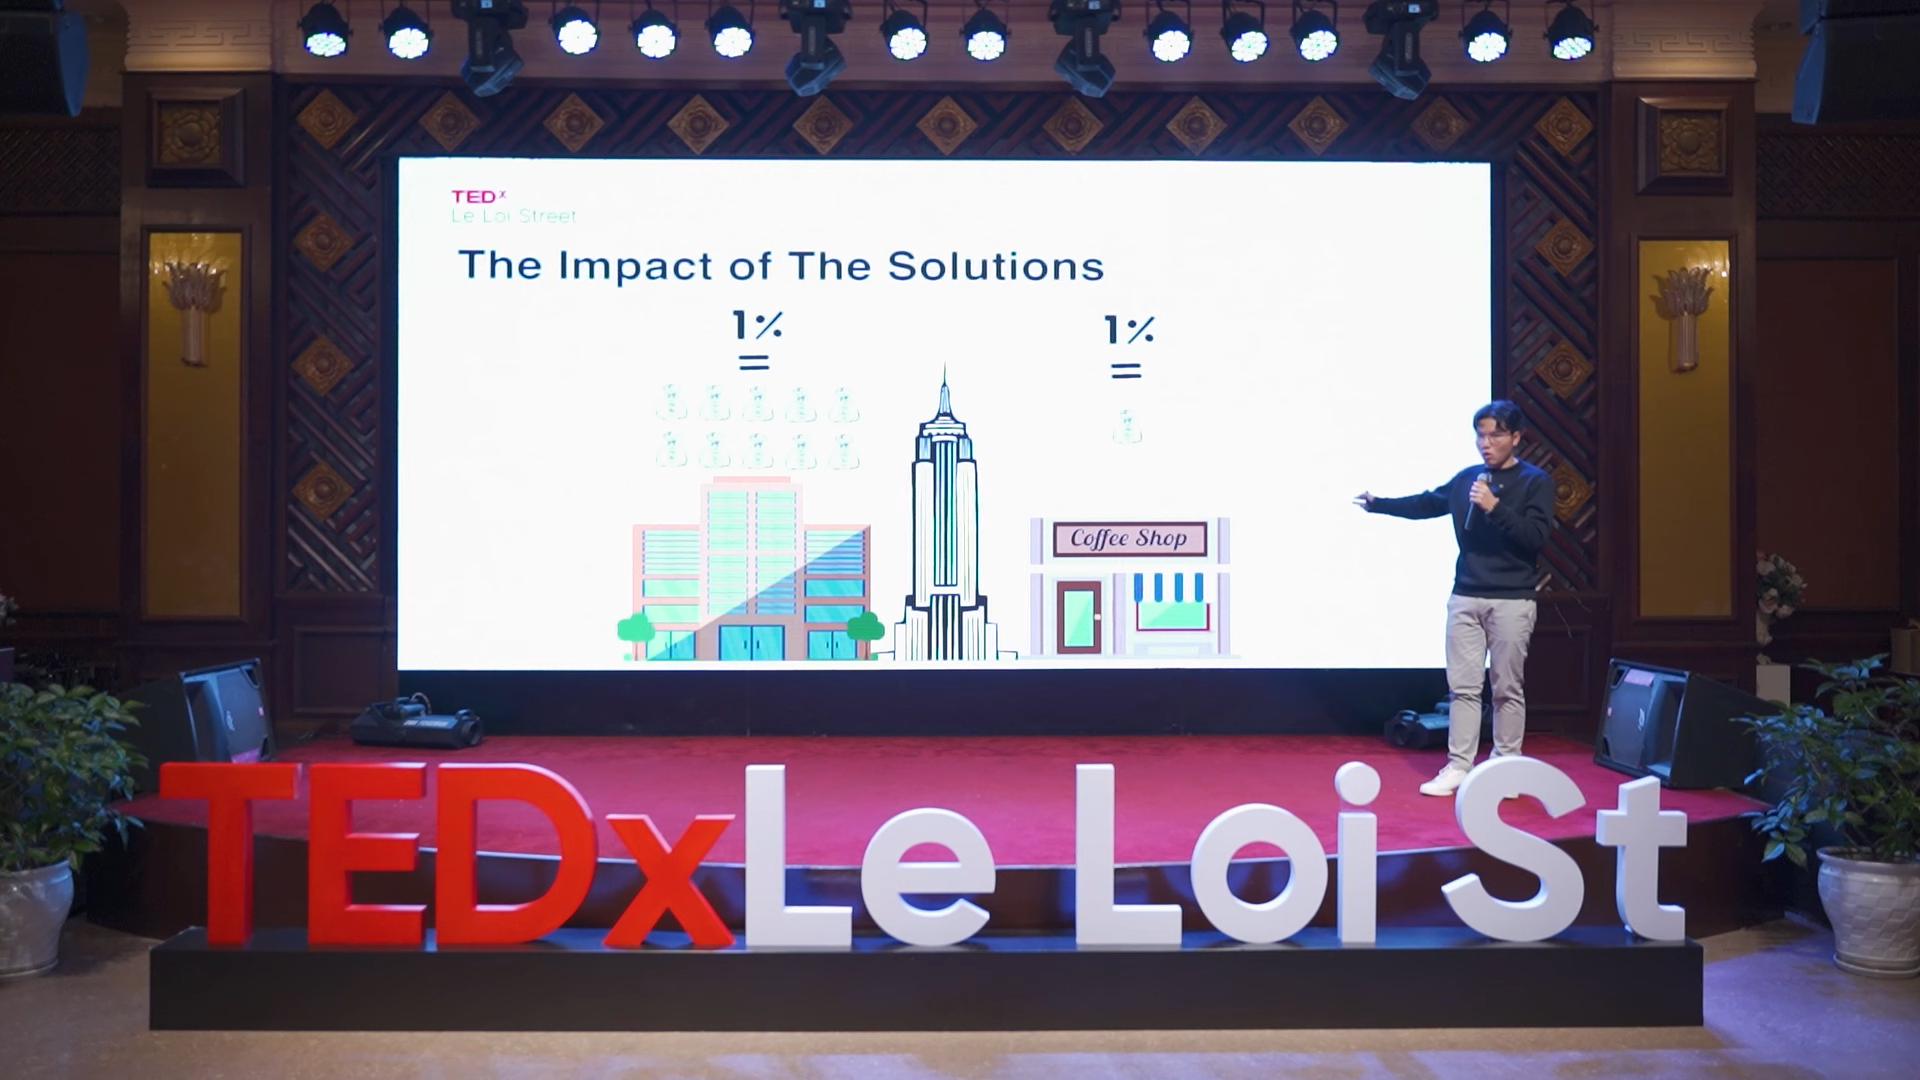 TEDx
Le Loi Street
The Impact of The Solutions
1%
=
1%
=
Coffee Shop
TEDxLe Loi St